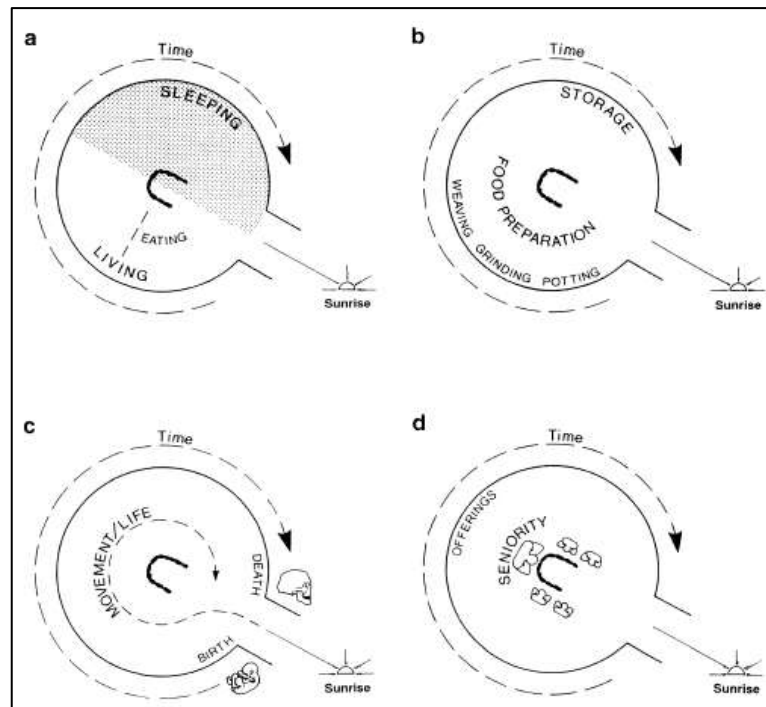 a
Time
SLEEPING
EATING
LIVING
Sunrise
b
Time
STORAGE
FOOD PREPARATION
WEAVING GRINDING POTTING
Sunrise
c
Time
MOVEMENT/LIFE
DEATH
BIRTH
Sunrise
d
Time
OFFERINGS
SENIORITY
Sunrise